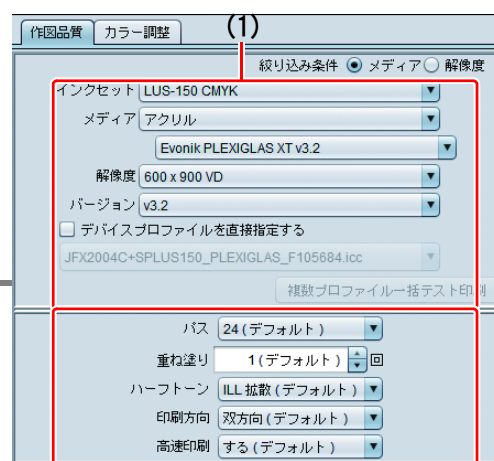 (1)
作図品質 カラー調整
絞り込み条件 メディア 解像度
インクセット LUS-150 CMYK
メディア アクリル
Evonik PLEXIGLAS XT v3.2
解像度 600 x 900 VD
バージョン v3.2
デバイスプロファイルを直接指定する
JFX2004C+SPLUS150_PLEXIGLAS_F105684.icc
複数プロファイル一括テスト印刷
パス 24 (デフォルト)
重ね塗り 1 (デフォルト) 回
ハーフトーン ILL 拡散 (デフォルト)
印刷方向 双方向 (デフォルト)
高速印刷 する (デフォルト)